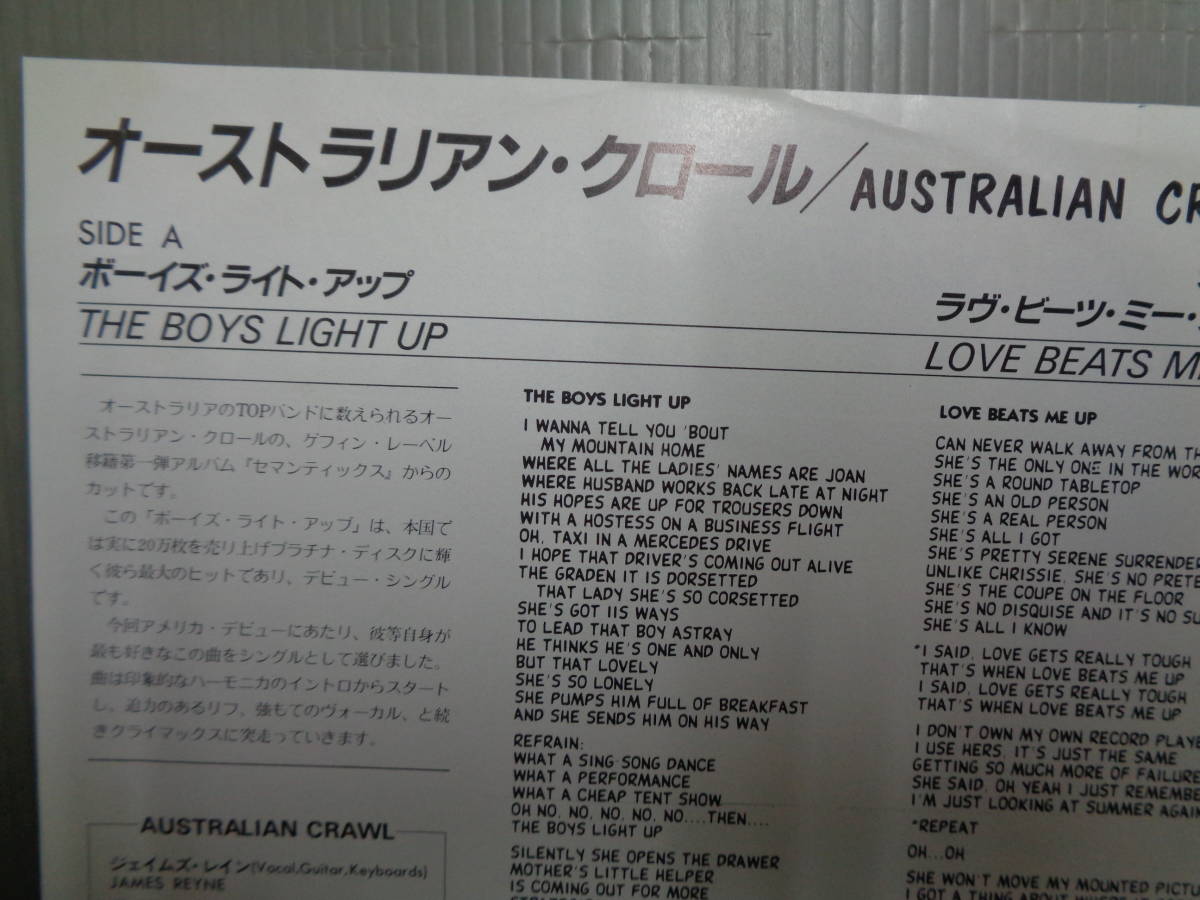 オーストラリアン・クロール/AUSTRALIAN
SIDE A
ボーイズ・ライト・アップ
THE BOYS LIGHT UP
オーストラリアのTOPバンドに数えられるオー
ストラリアン・クロールの、ゲフィン・レーベル
移籍第一弾アルバム『セマンティックス』からの
カットです。
この「ボーイズ・ライト・アップ」は、本国で
は実に20万枚を売り上げプラチナ・ディスクに輝
く彼ら最大のヒットであり、デビュー・シングル
です。
今回アメリカ・デビューにあたり、彼等自身が
最も好きなこの曲をシングルとして選びました。
曲は印象的なハーモニカのイントロからスタート
し、迫力のあるリフ、強もてのヴォーカル、と続
きクライマックスに突走っていきます。
AUSTRALIAN CRAWL
ジェイムズ・レイン(Vocal,Guitar,Keyboards)
JAMES REYNE
THE BOYS LIGHT UP
I WANNA TELL YOU 'BOUT
MY MOUNTAIN HOME
WHERE ALL THE LADIES' NAMES ARE JOAN
WHERE HUSBAND WORKS BACK LATE AT NIGHT
HIS HOPES ARE UP FOR TROUSERS DOWN
WITH A HOSTESS ON A BUSINESS FLIGHT
OH, TAXI IN A MERCEDES DRIVE
I HOPE THAT DRIVER'S COMING OUT ALIVE
THE GRADEN IT IS DORSETTED
THAT LADY SHE'S SO CORSETTED
SHE'S GOT IIS WAYS
TO LEAD THAT BOY ASTRAY
HE THINKS HE'S ONE AND ONLY
BUT THAT LOVELY
SHE'S SO LONELY
SHE PUMPS HIM FULL OF BREAKFAST
AND SHE SENDS HIM ON HIS WAY
REFRAIN:
WHAT A SING-SONG DANCE
WHAT A PERFORMANCE
WHAT A CHEAP TENT SHOW
OH NO, NO, NO, NO, NO....THEN....
THE BOYS LIGHT UP
SILENTLY SHE OPENS THE DRAWER
MOTHER'S LITTLE HELPER
IS COMING OUT FOR MORE
ラヴ・ビーツ・ミー・
LOVE BEATS
LOVE BEATS ME UP
CAN NEVER WALK AWAY FROM
SHE'S THE ONLY ONE IN THE
SHE'S A ROUND TABLETOP
SHE'S AN OLD PERSON
SHE'S A REAL PERSON
SHE'S ALL I GOT
SHE'S PRETTY SERENE SURRENDER
UNLIKE CHRISSIE, SHE'S NO
SHE'S THE COUPE ON THE FLOOR
SHE'S NO DISQUISE AND IT'S NO
SHE'S ALL I KNOW
*I SAID, LOVE GETS REALLY TOUGH
THAT'S WHEN LOVE BEATS ME UP
I SAID, LOVE GETS REALLY TOUGH
THAT'S WHEN LOVE BEATS ME UP
I DON'T OWN MY OWN RECORD
I USE HERS, IT'S JUST THE SAME
GETTING SO MUCH MORE OF
SHE SAID, OH YEAH I JUST
I'M JUST LOOKING AT SUMMER
*REPEAT
OH...OH
SHE WON'T MOVE MY MOUNTED